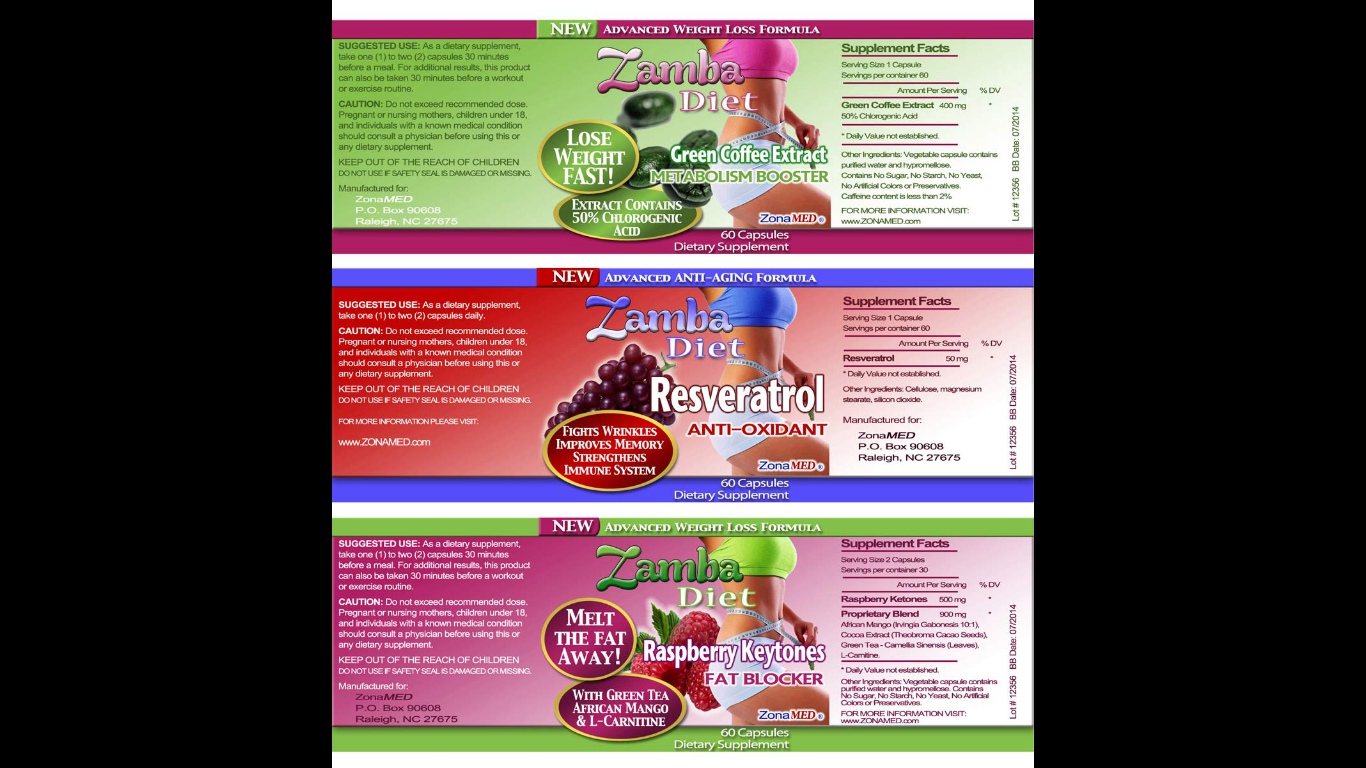 NEW ADVANCED WEIGHT LOSS FORMULA
SUGGESTED USE: As a dietary supplement,
take one (1) to two (2) capsules 30 minutes
before a meal. For additional results, this product
can also be taken 30 minutes before a workout
or exercise routine.
CAUTION: Do not exceed recommended dose.
Pregnant or nursing mothers, children under 18,
and individuals with a known medical condition
should consult a physician before using this or
any dietary supplement.
KEEP OUT OF THE REACH OF CHILDREN
DO NOT USE IF SAFETY SEAL IS DAMAGED OR MISSING.
Manufactured for:
ZonaMED
P.O. Box 90608
Raleigh, NC 27675
Zamba
Diet
LOSE
WEIGHT
FAST!
Green Coffee Extract
METABOLISM BOOSTER
EXTRACT CONTAINS
50% CHLOROGENIC
ACID
ZonaMED®
60 Capsules
Dietary Supplement
Supplement Facts
Serving Size 1 Capsule
Servings per container 60
Amount Per Serving % DV
Green Coffee Extract 400 mg *
50% Chlorogenic Acid
* Daily Value not established.
Other Ingredients: Vegetable capsule contains
purified water and hypromellose.
Contains No Sugar, No Starch, No Yeast,
No Artificial Colors or Preservatives.
Caffeine content is less than 2%.
FOR MORE INFORMATION VISIT:
www.ZONAMED.com
Lot # 12356 BB Date: 07/2014
NEW ADVANCED ANTI-AGING FORMULA
SUGGESTED USE: As a dietary supplement,
take one (1) to two (2) capsules daily.
CAUTION: Do not exceed recommended dose.
Pregnant or nursing mothers, children under 18,
and individuals with a known medical condition
should consult a physician before using this or
any dietary supplement.
KEEP OUT OF THE REACH OF CHILDREN
DO NOT USE IF SAFETY SEAL IS DAMAGED OR MISSING.
FOR MORE INFORMATION PLEASE VISIT:
www.ZONAMED.com
Zamba
Diet
Resveratrol
ANTI-OXIDANT
FIGHTS WRINKLES
IMPROVES MEMORY
STRENGTHENS
IMMUNE SYSTEM
ZonaMED®
60 Capsules
Dietary Supplement
Supplement Facts
Serving Size 1 Capsule
Servings per container 60
Amount Per Serving % DV
Resveratrol 50 mg *
* Daily Value not established.
Other Ingredients: Cellulose, magnesium
stearate, silicon dioxide.
Manufactured for:
ZonaMED
P.O. Box 90608
Raleigh, NC 27675
Lot # 12356 BB Date: 07/2014
NEW ADVANCED WEIGHT LOSS FORMULA
SUGGESTED USE: As a dietary supplement,
take one (1) to two (2) capsules 30 minutes
before a meal. For additional results, this product
can also be taken 30 minutes before a workout
or exercise routine.
CAUTION: Do not exceed recommended dose.
Pregnant or nursing mothers, children under 18,
and individuals with a known medical condition
should consult a physician before using this or
any dietary supplement.
KEEP OUT OF THE REACH OF CHILDREN
DO NOT USE IF SAFETY SEAL IS DAMAGED OR MISSING.
Manufactured for:
ZonaMED
P.O. Box 90608
Raleigh, NC 27675
Zamba
Diet
MELT
THE FAT
AWAY!
Raspberry Keytones
FAT BLOCKER
WITH GREEN TEA
AFRICAN MANGO
& L-CARNITINE
ZonaMED®
60 Capsules
Dietary Supplement
Supplement Facts
Serving Size 2 Capsules
Servings per container 30
Amount Per Serving % DV
Raspberry Ketones 500 mg *
Proprietary Blend 900 mg *
African Mango (Irvingia Gabonesis 10:1),
Cocoa Extract (Theobroma Cacao Seeds),
Green Tea - Camellia Sinensis (Leaves),
L-Carnitine.
* Daily Value not established.
Other Ingredients: Vegetable capsule contains
purified water and hypromellose. Contains
No Sugar, No Starch, No Yeast, No Artificial
Colors or Preservatives.
FOR MORE INFORMATION VISIT:
www.ZONAMED.com
Lot # 12356 BB Date: 07/2014